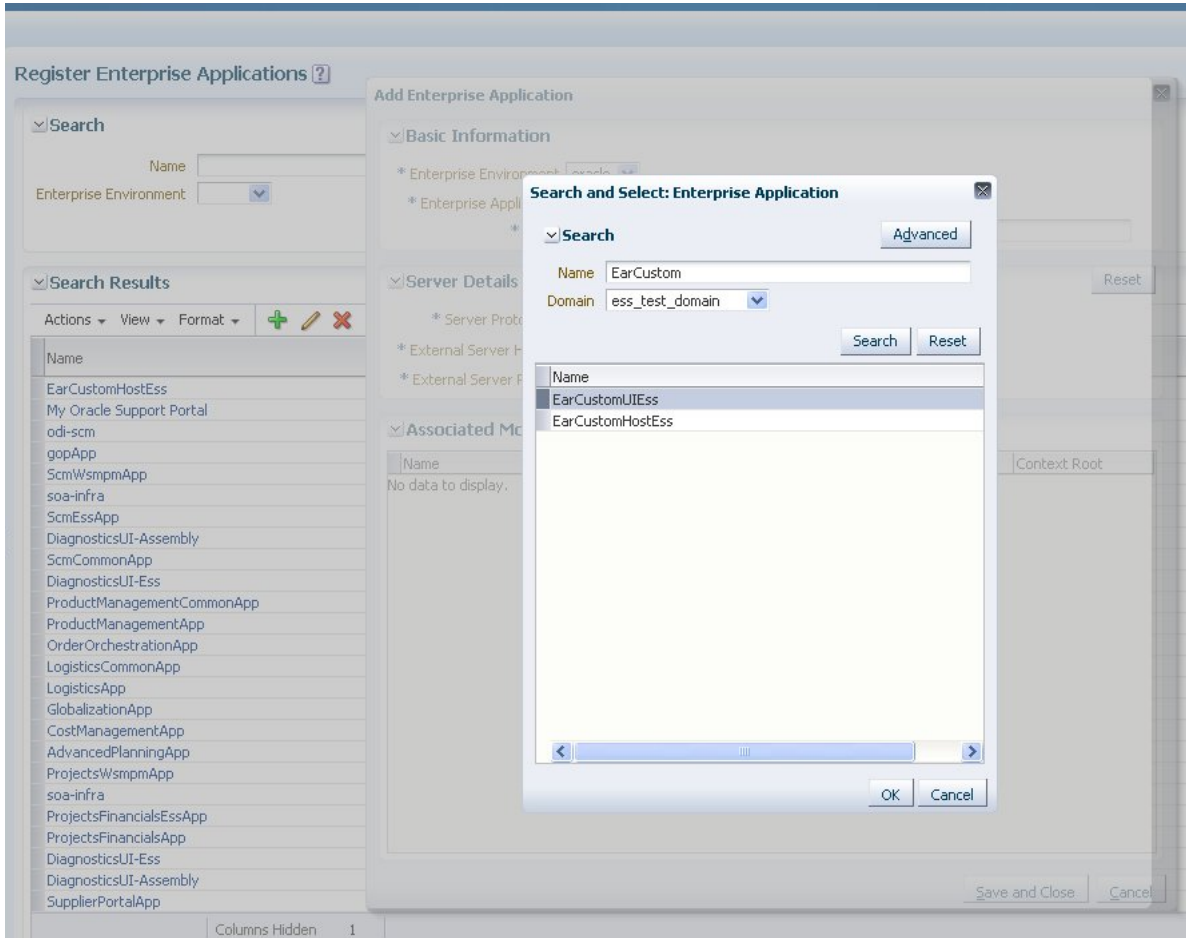 Register Enterprise Applications ?
Search
Name
Enterprise Environment
Search Results
Actions View Format
Name
EarCustomHostEss
My Oracle Support Portal
odi-scm
gopApp
ScmWsmpmApp
soa-infra
ScmEssApp
DiagnosticsUI-Assembly
ScmCommonApp
DiagnosticsUI-Ess
ProductManagementCommonApp
ProductManagementApp
OrderOrchestrationApp
LogisticsCommonApp
LogisticsApp
GlobalizationApp
CostManagementApp
AdvancedPlanningApp
ProjectsWsmpmApp
soa-infra
ProjectsFinancialsEssApp
ProjectsFinancialsApp
DiagnosticsUI-Ess
DiagnosticsUI-Assembly
SupplierPortalApp
Columns Hidden 1
Add Enterprise Application
Basic Information
* Enterprise Environment oracle
* Enterprise Appli
*
Server Details
Reset
* Server Proto
* External Server H
* External Server P
Associated Mo
Name Context Root
No data to display.
Save and Close Cancel
Search and Select: Enterprise Application
Search
Advanced
Name EarCustom
Domain ess_test_domain
Search Reset
Name
EarCustomUIEss
EarCustomHostEss
OK Cancel